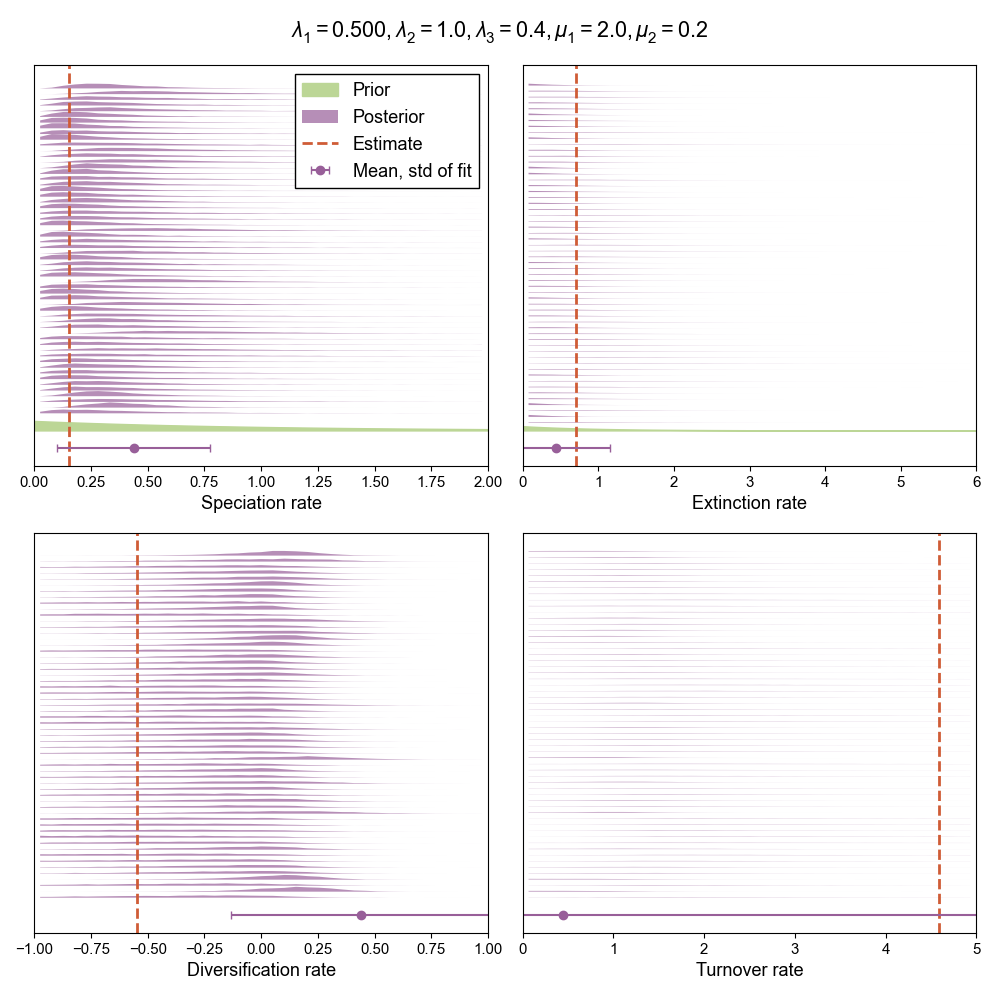 λ₁ = 0.500, λ₂ = 1.0, λ₃ = 0.4, μ₁ = 2.0, μ₂ = 0.2
Prior
Posterior
Estimate
Mean, std of fit
0.00 0.25 0.50 0.75 1.00 1.25 1.50 1.75 2.00
Speciation rate
0 1 2 3 4 5 6
Extinction rate
−1.00 −0.75 −0.50 −0.25 0.00 0.25 0.50 0.75 1.00
Diversification rate
0 1 2 3 4 5
Turnover rate